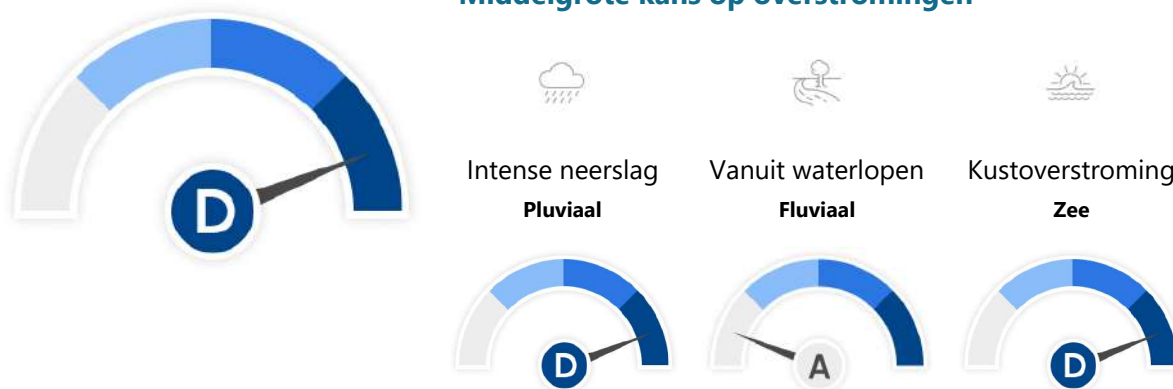 Middelgrote kans op overstromingen
D
Intense neerslag
Vanuit waterlopen
Kustoverstroming
Pluviaal
Fluviaal
Zee
D
A
D